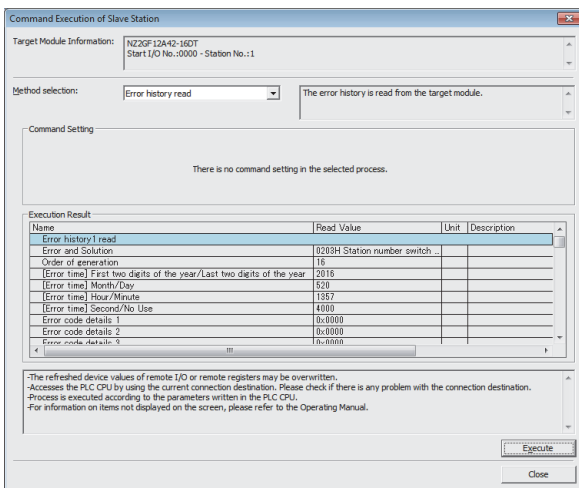 Command Execution of Slave Station
Target Module Information:
NZ2GF12A42-16DT
Start I/O No.:0000 - Station No.:1
Method selection:
Error history read
The error history is read from the target module.
Command Setting
There is no command setting in the selected process.
Execution Result
Name Read Value Unit Description
Error history1 read
Error and Solution 0203H Station number switch ..
Order of generation 16
[Error time] First two digits of the year/Last two digits of the year 2016
[Error time] Month/Day 520
[Error time] Hour/Minute 1357
[Error time] Second/No Use 4000
Error code details 1 0x0000
Error code details 2 0x0000
Error code details 3 0x0000
-The refreshed device values of remote I/O or remote registers may be overwritten.
-Accesses the PLC CPU by using the current connection destination. Please check if there is any problem with the connection destination.
-Process is executed according to the parameters written in the PLC CPU.
-For information on items not displayed on the screen, please refer to the Operating Manual.
Execute
Close